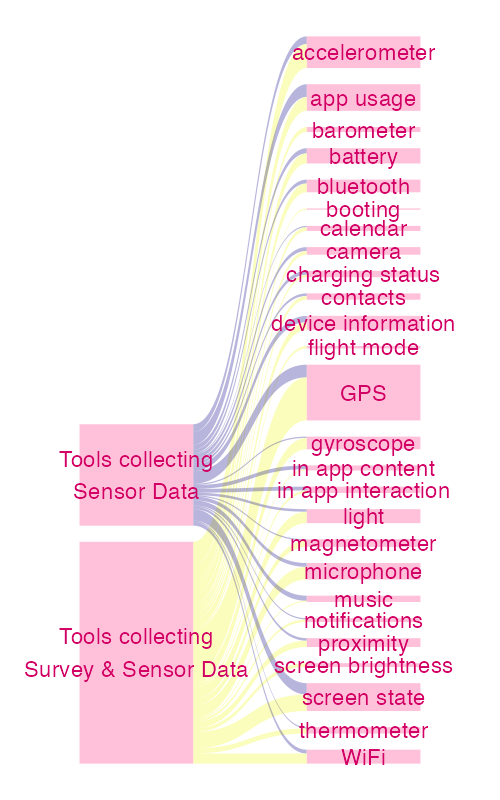 accelerometer
app usage
barometer
battery
bluetooth
booting
calendar
camera
charging status
contacts
device information
flight mode
GPS
gyroscope
in app content
in app interaction
light
magnetometer
microphone
music
notifications
proximity
screen brightness
screen state
thermometer
WiFi
Tools collecting
Sensor Data
Tools collecting
Survey & Sensor Data